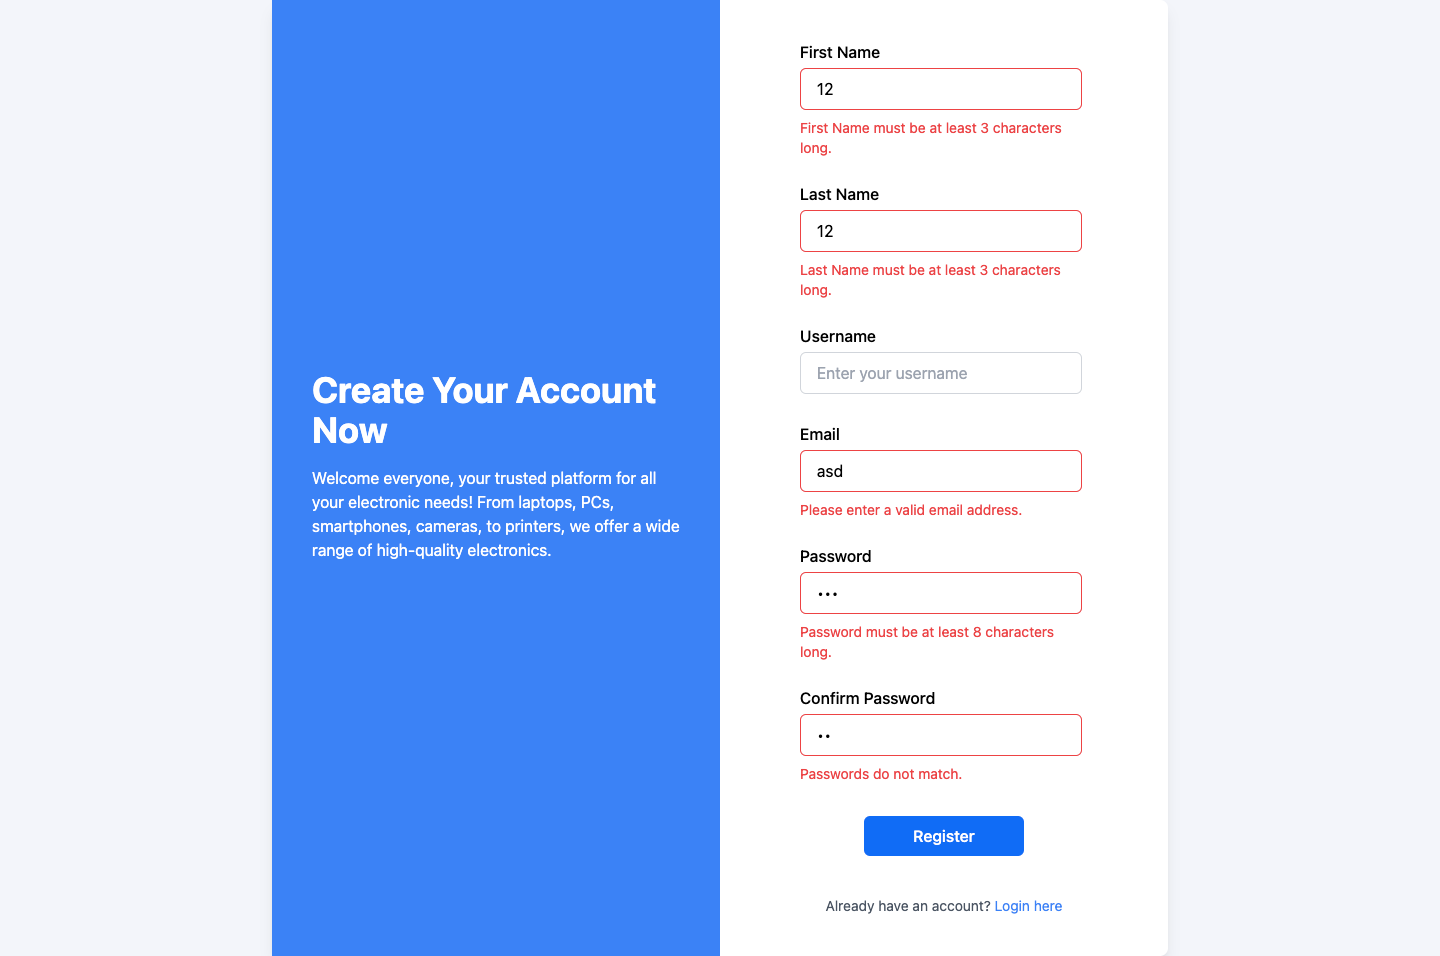 Create Your Account
Now
Welcome everyone, your trusted platform for all
your electronic needs! From laptops, PCs,
smartphones, cameras, to printers, we offer a wide
range of high-quality electronics.
First Name
12
First Name must be at least 3 characters
long.
Last Name
12
Last Name must be at least 3 characters
long.
Username
Enter your username
Email
asd
Please enter a valid email address.
Password
•••
Password must be at least 8 characters
long.
Confirm Password
••
Passwords do not match.
Register
Already have an account? Login here